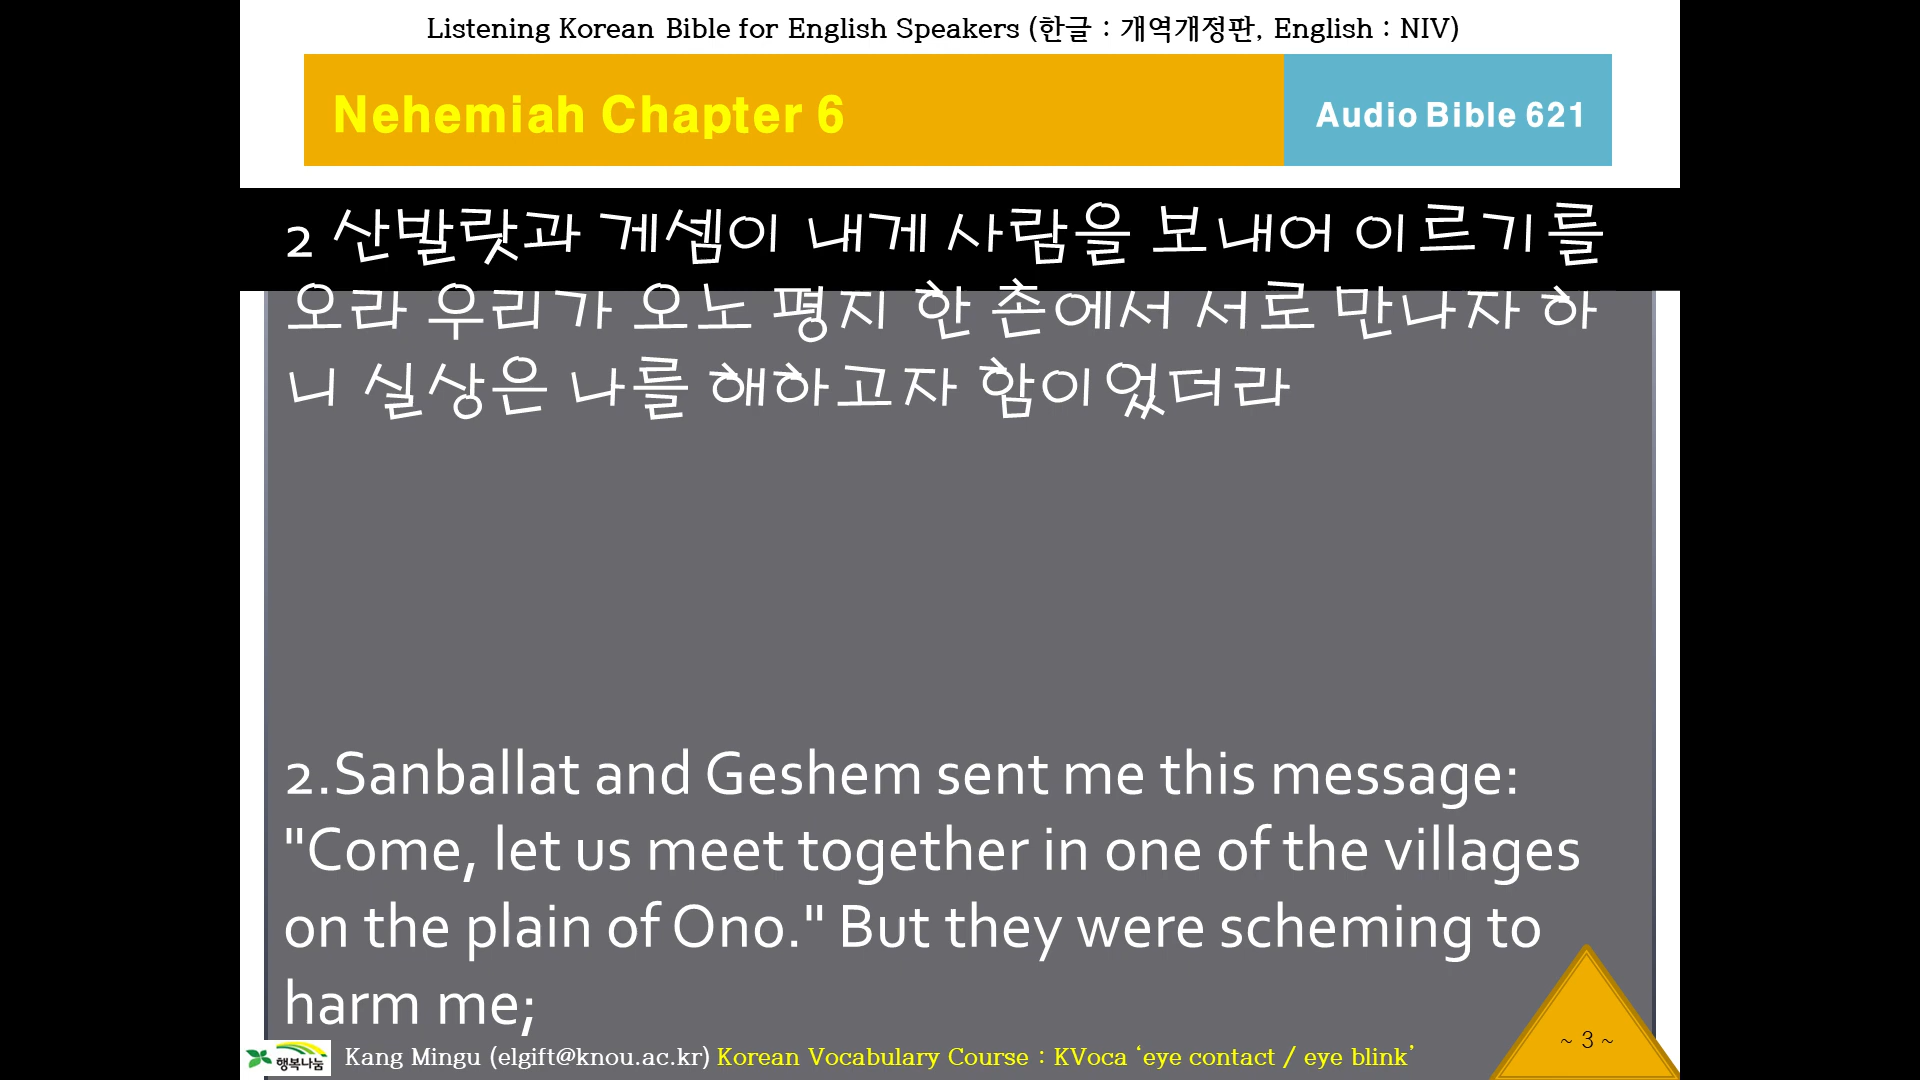 Listening Korean Bible for English Speakers (한글 : 개역개정판, English : NIV)
Nehemiah Chapter 6
Audio Bible 621
2 산발랏과 게셈이 내게 사람을 보내어 이르기를
오라 우리가 오노 평지 한 촌에서 서로 만나자 하
니 실상은 나를 해하고자 함이었더라
2.Sanballat and Geshem sent me this message:
"Come, let us meet together in one of the villages
on the plain of Ono." But they were scheming to
harm me;
~ 3 ~
행복나눔
Kang Mingu (elgift@knou.ac.kr) Korean Vocabulary Course : KVoca ‘eye contact / eye blink’